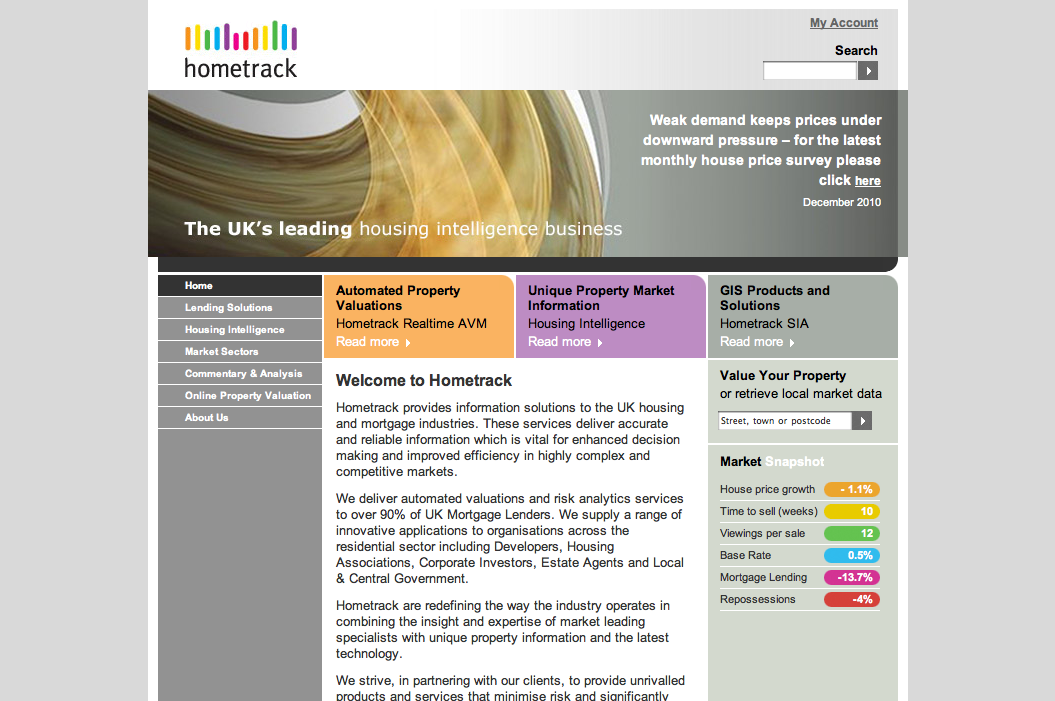 My Account
Search
hometrack
Weak demand keeps prices under
downward pressure – for the latest
monthly house price survey please
click here
December 2010
The UK's leading housing intelligence business
Home
Lending Solutions
Housing Intelligence
Market Sectors
Commentary & Analysis
Online Property Valuation
About Us
Automated Property
Valuations
Hometrack Realtime AVM
Read more
Unique Property Market
Information
Housing Intelligence
Read more
GIS Products and
Solutions
Hometrack SIA
Read more
Welcome to Hometrack
Hometrack provides information solutions to the UK housing
and mortgage industries. These services deliver accurate
and reliable information which is vital for enhanced decision
making and improved efficiency in highly complex and
competitive markets.
We deliver automated valuations and risk analytics services
to over 90% of UK Mortgage Lenders. We supply a range of
innovative applications to organisations across the
residential sector including Developers, Housing
Associations, Corporate Investors, Estate Agents and Local
& Central Government.
Hometrack are redefining the way the industry operates in
combining the insight and expertise of market leading
specialists with unique property information and the latest
technology.
We strive, in partnering with our clients, to provide unrivalled
products and services that minimise risk and significantly
Value Your Property
or retrieve local market data
Street, town or postcode
Market Snapshot
House price growth - 1.1%
Time to sell (weeks) 10
Viewings per sale 12
Base Rate 0.5%
Mortgage Lending -13.7%
Repossessions -4%